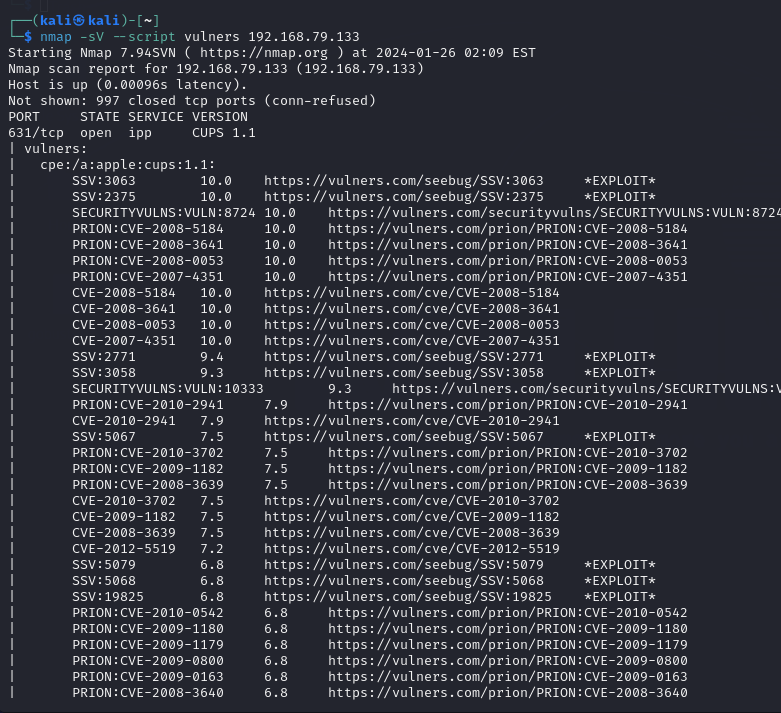 ┌──(kali㉿kali)-[~]
└─$ nmap -sV --script vulners 192.168.79.133
Starting Nmap 7.94SVN ( https://nmap.org ) at 2024-01-26 02:09 EST
Nmap scan report for 192.168.79.133 (192.168.79.133)
Host is up (0.00096s latency).
Not shown: 997 closed tcp ports (conn-refused)
PORT     STATE SERVICE VERSION
631/tcp  open  ipp     CUPS 1.1
| vulners:
|   cpe:/a:apple:cups:1.1:
|       SSV:3063        10.0    https://vulners.com/seebug/SSV:3063     *EXPLOIT*
|       SSV:2375        10.0    https://vulners.com/seebug/SSV:2375     *EXPLOIT*
|       SECURITYVULNS:VULN:8724 10.0    https://vulners.com/securityvulns/SECURITYVULNS:VULN:8724
|       PRION:CVE-2008-5184     10.0    https://vulners.com/prion/PRION:CVE-2008-5184
|       PRION:CVE-2008-3641     10.0    https://vulners.com/prion/PRION:CVE-2008-3641
|       PRION:CVE-2008-0053     10.0    https://vulners.com/prion/PRION:CVE-2008-0053
|       PRION:CVE-2007-4351     10.0    https://vulners.com/prion/PRION:CVE-2007-4351
|       CVE-2008-5184   10.0    https://vulners.com/cve/CVE-2008-5184
|       CVE-2008-3641   10.0    https://vulners.com/cve/CVE-2008-3641
|       CVE-2008-0053   10.0    https://vulners.com/cve/CVE-2008-0053
|       CVE-2007-4351   10.0    https://vulners.com/cve/CVE-2007-4351
|       SSV:2771        9.4     https://vulners.com/seebug/SSV:2771     *EXPLOIT*
|       SSV:3058        9.3     https://vulners.com/seebug/SSV:3058     *EXPLOIT*
|       SECURITYVULNS:VULN:10333        9.3     https://vulners.com/securityvulns/SECURITYVULNS:V
|       PRION:CVE-2010-2941     7.9     https://vulners.com/prion/PRION:CVE-2010-2941
|       CVE-2010-2941   7.9     https://vulners.com/cve/CVE-2010-2941
|       SSV:5067        7.5     https://vulners.com/seebug/SSV:5067     *EXPLOIT*
|       PRION:CVE-2010-3702     7.5     https://vulners.com/prion/PRION:CVE-2010-3702
|       PRION:CVE-2009-1182     7.5     https://vulners.com/prion/PRION:CVE-2009-1182
|       PRION:CVE-2008-3639     7.5     https://vulners.com/prion/PRION:CVE-2008-3639
|       CVE-2010-3702   7.5     https://vulners.com/cve/CVE-2010-3702
|       CVE-2009-1182   7.5     https://vulners.com/cve/CVE-2009-1182
|       CVE-2008-3639   7.5     https://vulners.com/cve/CVE-2008-3639
|       CVE-2012-5519   7.2     https://vulners.com/cve/CVE-2012-5519
|       SSV:5079        6.8     https://vulners.com/seebug/SSV:5079     *EXPLOIT*
|       SSV:5068        6.8     https://vulners.com/seebug/SSV:5068     *EXPLOIT*
|       SSV:19825       6.8     https://vulners.com/seebug/SSV:19825    *EXPLOIT*
|       PRION:CVE-2010-0542     6.8     https://vulners.com/prion/PRION:CVE-2010-0542
|       PRION:CVE-2009-1180     6.8     https://vulners.com/prion/PRION:CVE-2009-1180
|       PRION:CVE-2009-1179     6.8     https://vulners.com/prion/PRION:CVE-2009-1179
|       PRION:CVE-2009-0800     6.8     https://vulners.com/prion/PRION:CVE-2009-0800
|       PRION:CVE-2009-0163     6.8     https://vulners.com/prion/PRION:CVE-2009-0163
|       PRION:CVE-2008-3640     6.8     https://vulners.com/prion/PRION:CVE-2008-3640